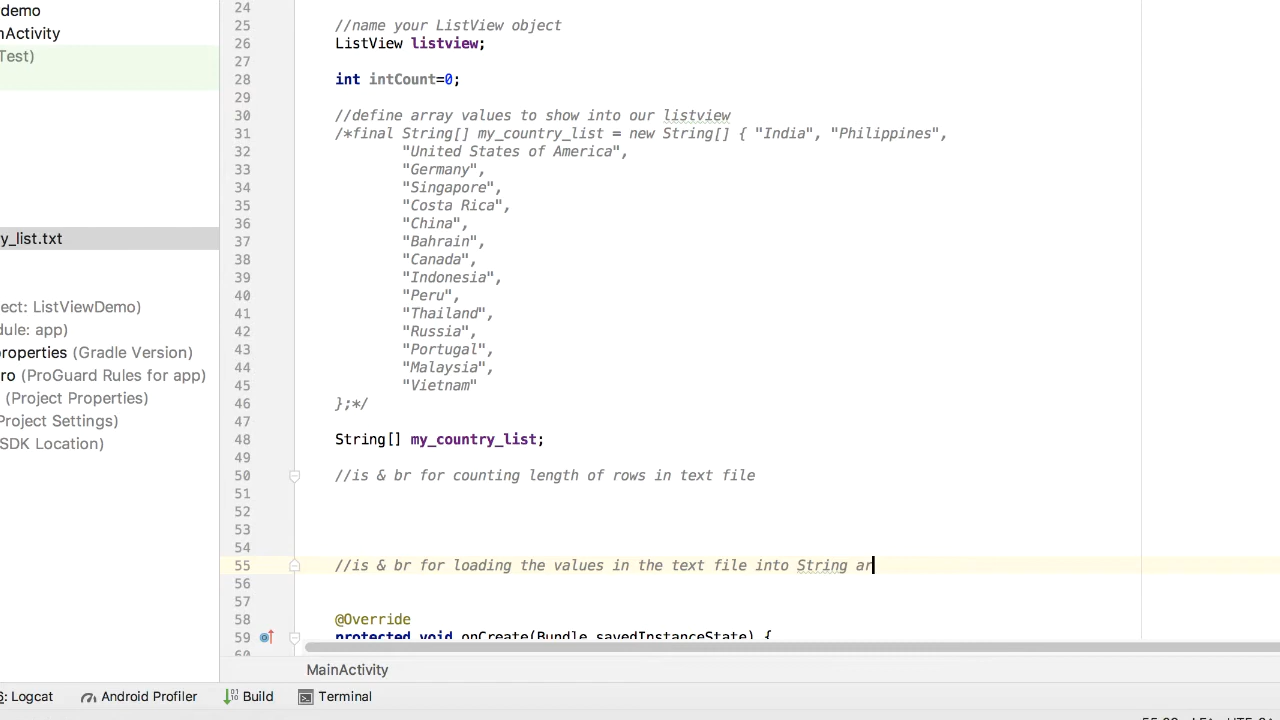 demo
nActivity
Test)
y_list.txt
ect: ListViewDemo)
dule: app)
roperties (Gradle Version)
ro (ProGuard Rules for app)
(Project Properties)
Project Settings)
SDK Location)
24
25 //name your ListView object
26 ListView listview;
27
28 int intCount=0;
29
30 //define array values to show into our listview
31 /*final String[] my_country_list = new String[] { "India", "Philippines",
32 "United States of America",
33 "Germany",
34 "Singapore",
35 "Costa Rica",
36 "China",
37 "Bahrain",
38 "Canada",
39 "Indonesia",
40 "Peru",
41 "Thailand",
42 "Russia",
43 "Portugal",
44 "Malaysia",
45 "Vietnam"
46 };*/
47
48 String[] my_country_list;
49
50 //is & br for counting length of rows in text file
51
52
53
54
55 //is & br for loading the values in the text file into String ar
56
57
58 @Override
59 protected void onCreate(Bundle savedInstanceState) {
60
MainActivity
6: Logcat Android Profiler Build Terminal